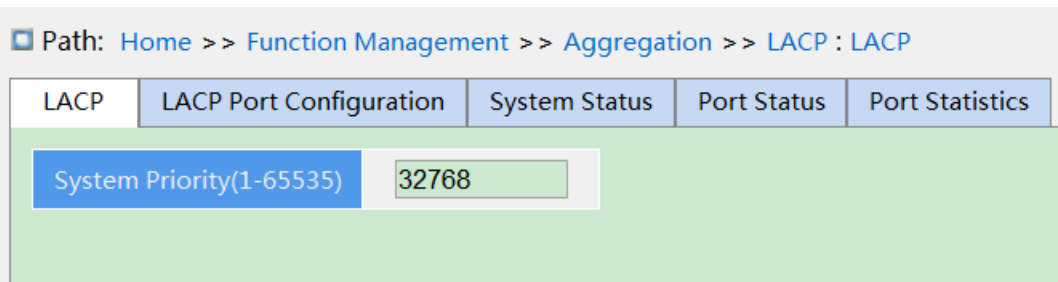 Path: Home >> Function Management >> Aggregation >> LACP : LACP
LACP LACP Port Configuration System Status Port Status Port Statistics
System Priority(1-65535) 32768